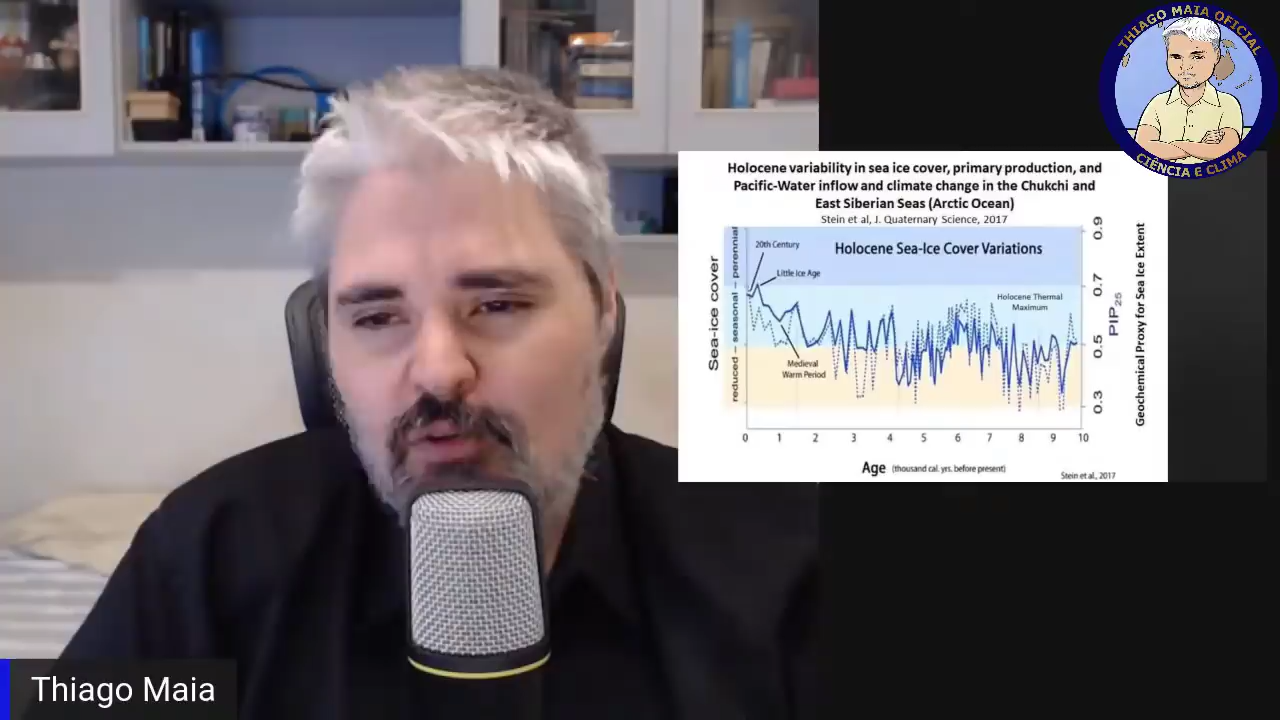 THIAGO MAIA OFICIAL
CIÊNCIA E CLIMA
Holocene variability in sea ice cover, primary production, and
Pacific-Water inflow and climate change in the Chukchi and
East Siberian Seas (Arctic Ocean)
Stein et al, J. Quaternary Science, 2017
Holocene Sea-Ice Cover Variations
20th Century
Little Ice Age
Holocene Thermal
Maximum
Medieval
Warm Period
Sea-ice cover
reduced – seasonal – perennial
0.9
0.7
0.5
0.3
PIP25
Geochemical Proxy for Sea Ice Extent
0 1 2 3 4 5 6 7 8 9 10
Age (thousand cal. yrs. before present)
Stein et al., 2017
Thiago Maia